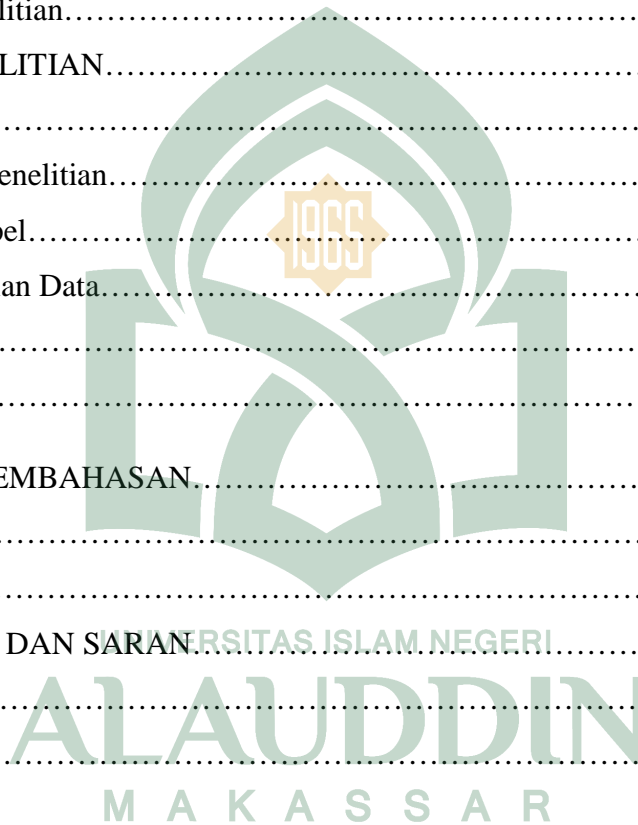 litian……………………………………………
LITIAN……………………..……………………
…………………………………………………
enelitian…………………………………………
1965
pel………………………………………………
an Data…………………………………………
…………………………………………………
…………………………………………………
EMBAHASAN……………………………………
…………………………………………………
…………………………………………………
DAN SARAN……………………………………
UNIVERSITAS ISLAM NEGERI
…………………………………………………
ALAUDDIN
…………………………………………………
MAKASSAR